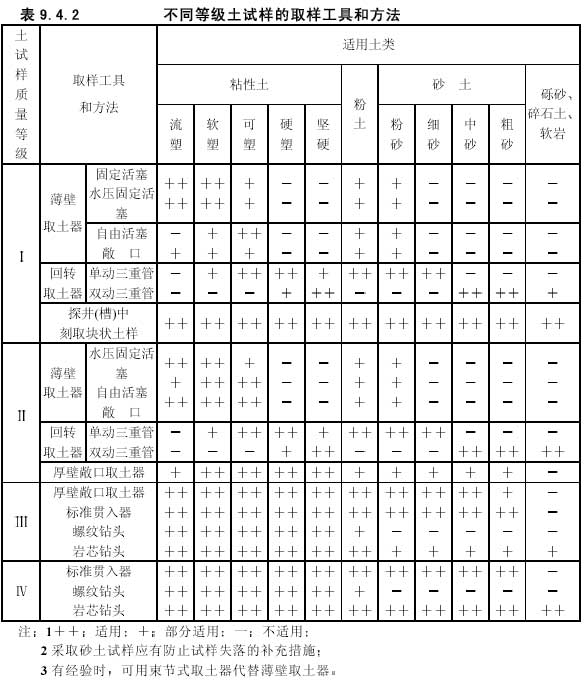 表9.4.2 不同等级土试样的取样工具和方法
土试样质量等级 取样工具和方法 适用土类
粘性土 粉土 砂土 砾砂、碎石土、软岩
流塑 软塑 可塑 硬塑 坚硬 粉砂 细砂 中砂 粗砂
Ⅰ 薄壁取土器 固定活塞 ++ ++ + − − + + − − − −
水压固定活塞 ++ ++ + − − + + − − − −
自由活塞 − + ++ − − + + − − − −
敞口 + + + − − + + − − − −
回转取土器 单动三重管 − + ++ ++ + ++ ++ ++ − − −
双动三重管 − − − + ++ − − − ++ ++ +
探井(槽)中刻取块状土样 ++ ++ ++ ++ ++ ++ ++ ++ ++ ++ ++
Ⅱ 薄壁取土器 水压固定活塞 ++ ++ + − − + + − − − −
自由活塞 + ++ ++ − − + + − − − −
敞口 ++ ++ ++ − − + + − − − −
回转取土器 单动三重管 − + ++ ++ + ++ ++ ++ − − −
双动三重管 − − − + ++ − − − ++ ++ ++
厚壁敞口取土器 + ++ ++ ++ ++ + + + + + −
Ⅲ 厚壁敞口取土器 ++ ++ ++ ++ ++ ++ ++ ++ ++ + −
标准贯入器 ++ ++ ++ ++ ++ ++ ++ ++ ++ ++ −
螺纹钻头 ++ ++ ++ ++ ++ + − − − − −
岩芯钻头 ++ ++ ++ ++ ++ ++ + + + + +
Ⅳ 标准贯入器 ++ ++ ++ ++ ++ ++ ++ ++ ++ ++ −
螺纹钻头 ++ ++ ++ ++ ++ + − − − − −
岩芯钻头 ++ ++ ++ ++ ++ ++ ++ ++ ++ ++ ++
注：1++：适用；+：部分适用；—：不适用；
2 采取砂土试样应有防止试样失落的补充措施；
3 有经验时，可用束节式取土器代替薄壁取土器。